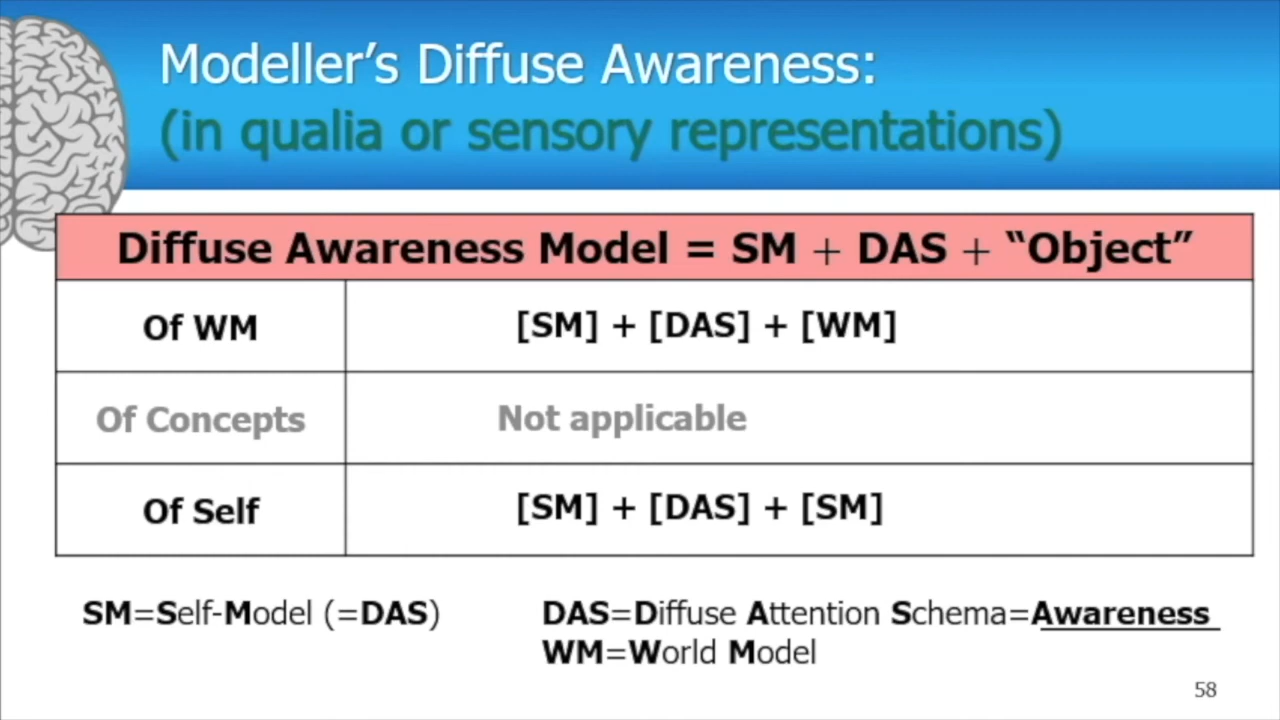 Modeller's Diffuse Awareness:
(in qualia or sensory representations)
Diffuse Awareness Model = SM + DAS + “Object”
Of WM
[SM] + [DAS] + [WM]
Of Concepts
Not applicable
Of Self
[SM] + [DAS] + [SM]
SM=Self-Model (=DAS)
DAS=Diffuse Attention Schema=Awareness
WM=World Model
58